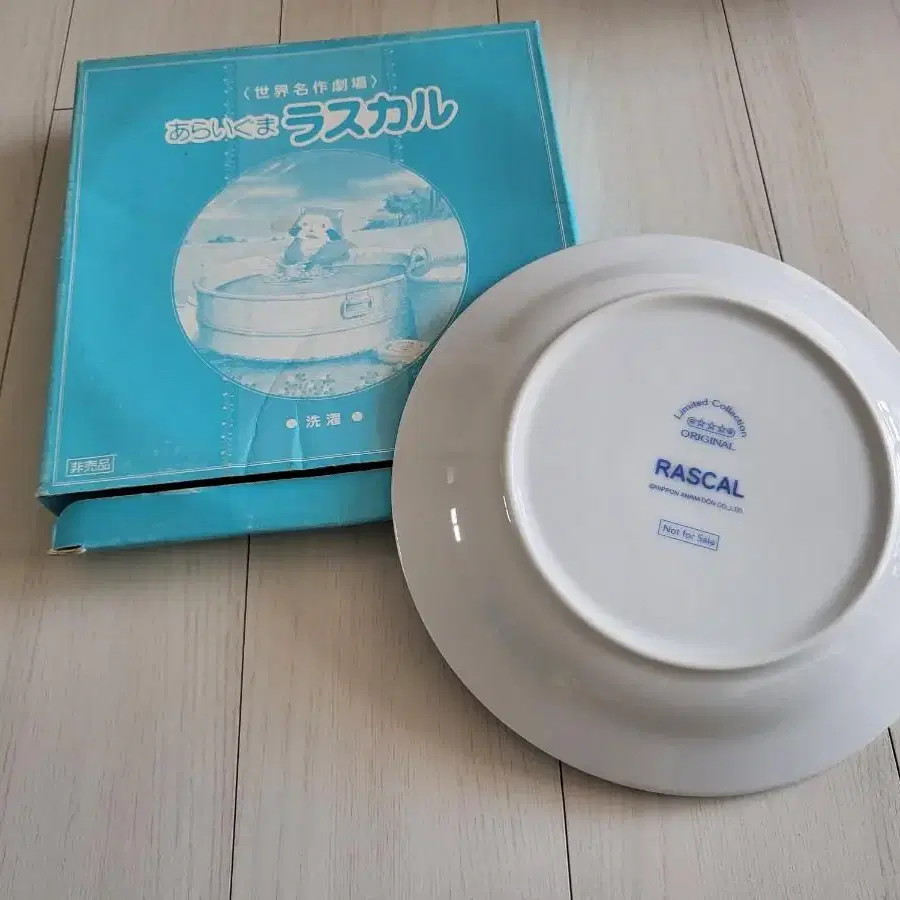 〈世界名作劇場〉
あらいぐま ラスカル
● 洗濯 ●
非売品
Limited Collection
ORIGINAL
RASCAL
©NIPPON ANIMATION CO.,LTD.
Not for Sale